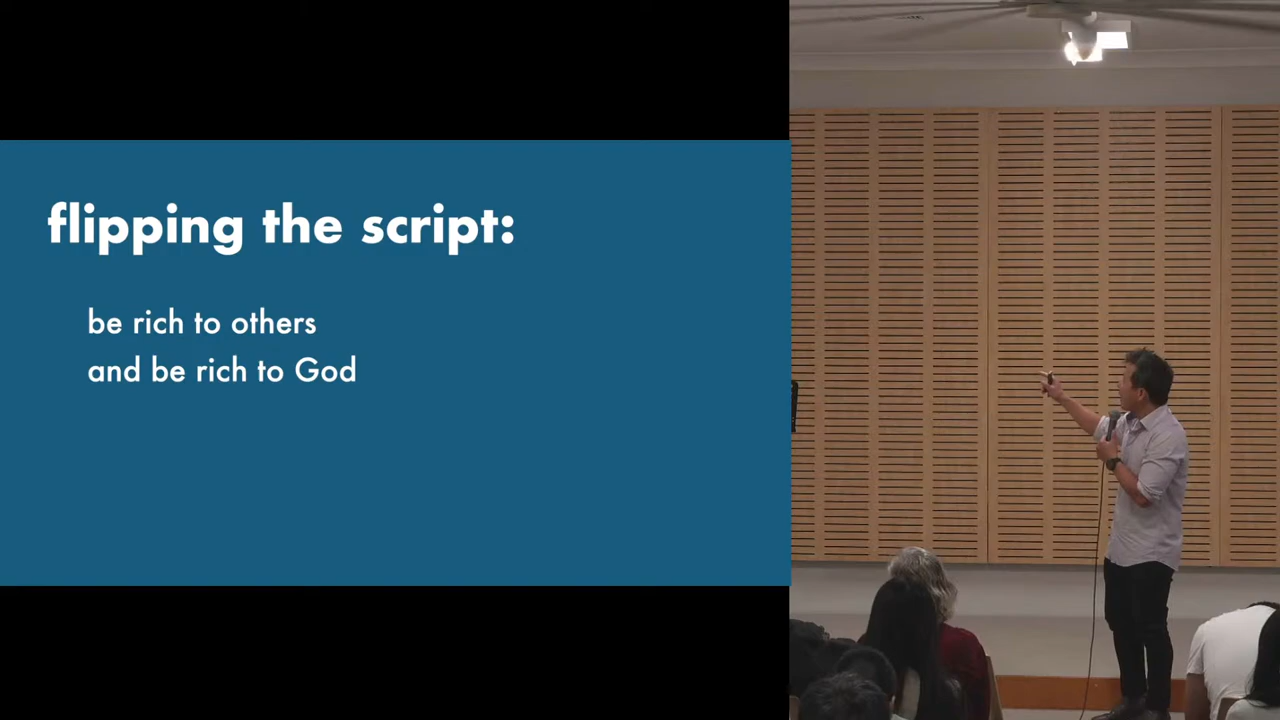 flipping the script:
be rich to others
and be rich to God